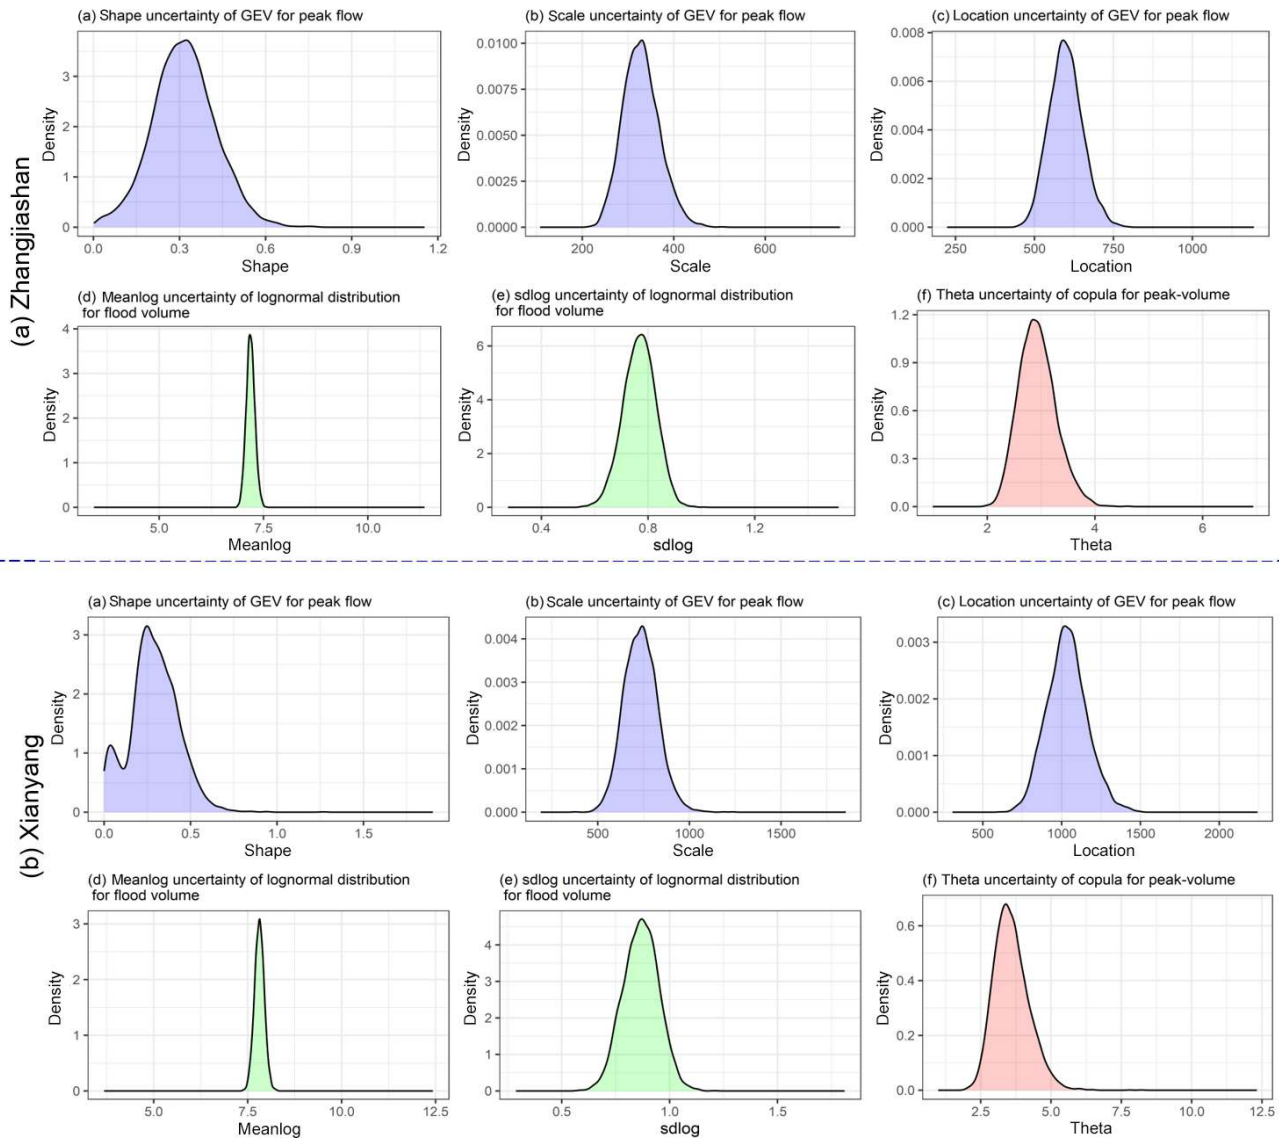 (a) Zhangjiashan
(a) Shape uncertainty of GEV for peak flow
Density
3
2
1
0
0.0 0.3 0.6 0.9 1.2
Shape
(b) Scale uncertainty of GEV for peak flow
Density
0.0100
0.0075
0.0050
0.0025
0.0000
200 400 600
Scale
(c) Location uncertainty of GEV for peak flow
Density
0.008
0.006
0.004
0.002
0.000
250 500 750 1000
Location
(d) Meanlog uncertainty of lognormal distribution
for flood volume
Density
4
3
2
1
0
5.0 7.5 10.0
Meanlog
(e) sdlog uncertainty of lognormal distribution
for flood volume
Density
6
4
2
0
0.4 0.8 1.2
sdlog
(f) Theta uncertainty of copula for peak-volume
Density
1.2
0.9
0.6
0.3
0.0
2 4 6
Theta
(b) Xianyang
(a) Shape uncertainty of GEV for peak flow
Density
3
2
1
0
0.0 0.5 1.0 1.5
Shape
(b) Scale uncertainty of GEV for peak flow
Density
0.004
0.003
0.002
0.001
0.000
500 1000 1500
Scale
(c) Location uncertainty of GEV for peak flow
Density
0.003
0.002
0.001
0.000
500 1000 1500 2000
Location
(d) Meanlog uncertainty of lognormal distribution
for flood volume
Density
3
2
1
0
5.0 7.5 10.0 12.5
Meanlog
(e) sdlog uncertainty of lognormal distribution
for flood volume
Density
4
3
2
1
0
0.5 1.0 1.5
sdlog
(f) Theta uncertainty of copula for peak-volume
Density
0.6
0.4
0.2
0.0
2.5 5.0 7.5 10.0 12.5
Theta